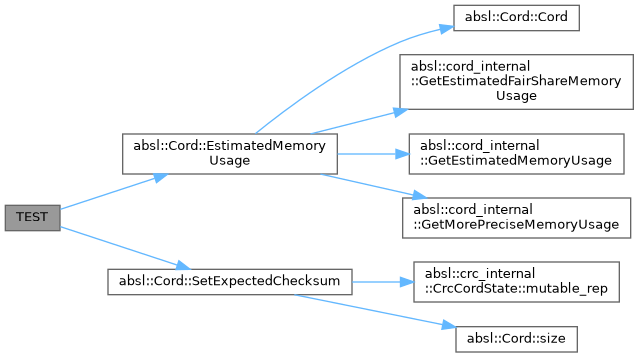 absl::Cord::Cord
absl::cord_internal
::GetEstimatedFairShareMemory
Usage
absl::Cord::EstimatedMemory
Usage
absl::cord_internal
::GetEstimatedMemoryUsage
absl::cord_internal
::GetMorePreciseMemoryUsage
TEST
absl::Cord::SetExpectedChecksum
absl::crc_internal
::CrcCordState::mutable_rep
absl::Cord::size